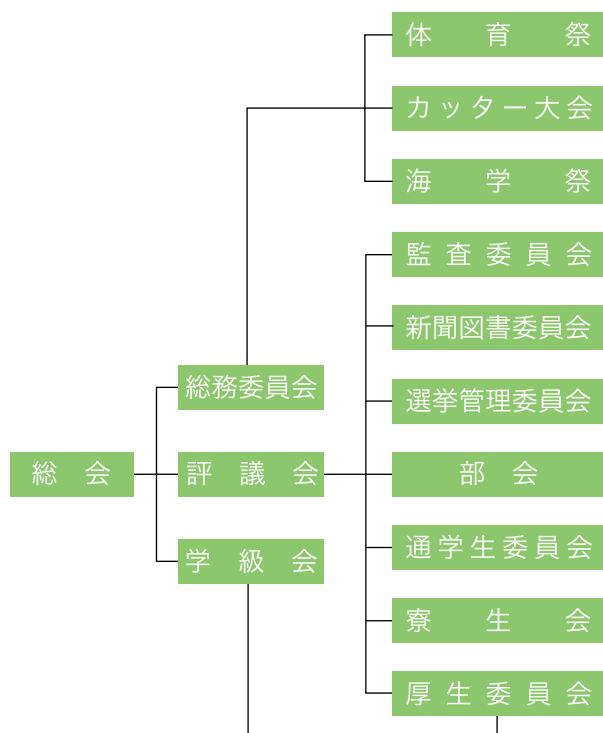 体育祭
カッター大会
海学祭
監査委員会
新聞図書委員会
総務委員会
選挙管理委員会
総会
評議会
部会
通学生委員会
学級会
寮生会
厚生委員会